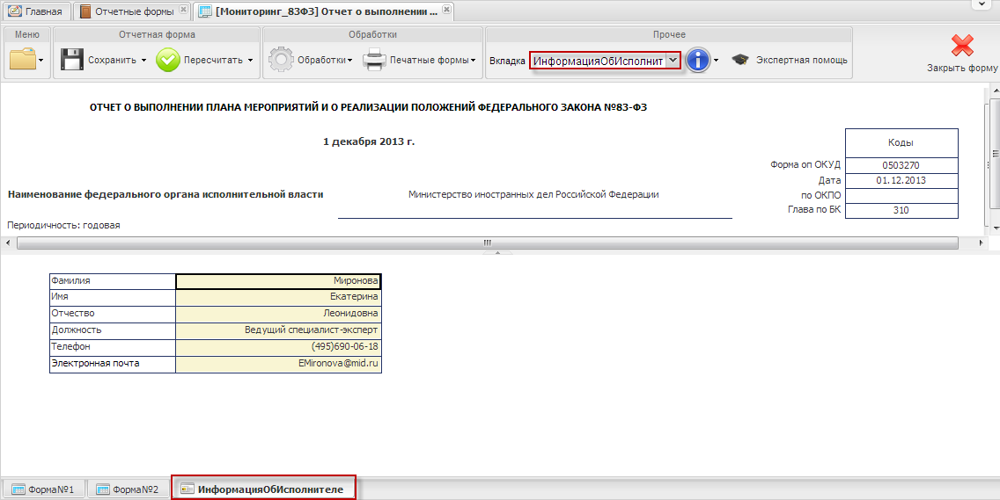 Главная
Отчетные формы
[Мониторинг_83ФЗ] Отчет о выполнении ...
Меню
Отчетная форма
Обработки
Прочее
Сохранить
Пересчитать
Обработки
Печатные формы
Вкладка
ИнформацияОбИсполнит
Экспертная помощь
Закрыть форму
ОТЧЕТ О ВЫПОЛНЕНИИ ПЛАНА МЕРОПРИЯТИЙ И О РЕАЛИЗАЦИИ ПОЛОЖЕНИЙ ФЕДЕРАЛЬНОГО ЗАКОНА №83-ФЗ
1 декабря 2013 г.
Коды
Форма оп ОКУД 0503270
Дата 01.12.2013
Наименование федерального органа исполнительной власти Министерство иностранных дел Российской Федерации
по ОКПО
Глава по БК 310
Периодичность: годовая
Фамилия Миронова
Имя Екатерина
Отчество Леонидовна
Должность Ведущий специалист-эксперт
Телефон (495)690-06-18
Электронная почта EMironova@mid.ru
Форма№1
Форма№2
ИнформацияОбИсполнителе